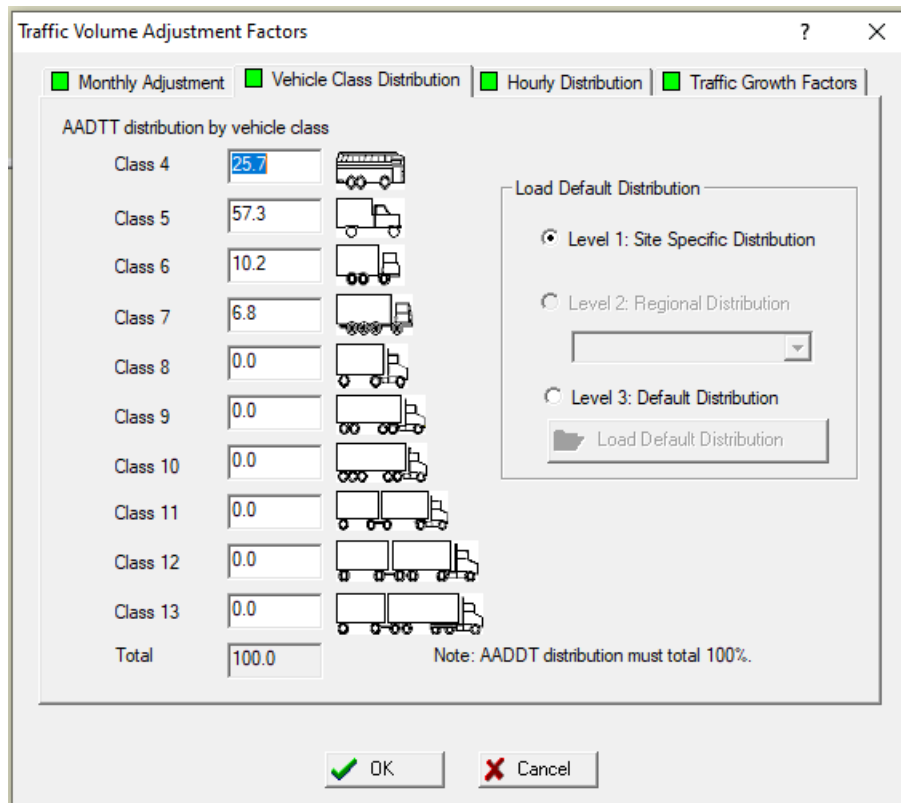 Traffic Volume Adjustment Factors ?
Monthly Adjustment Vehicle Class Distribution Hourly Distribution Traffic Growth Factors
AADTT distribution by vehicle class
Class 4 25.7
Class 5 57.3
Class 6 10.2
Class 7 6.8
Class 8 0.0
Class 9 0.0
Class 10 0.0
Class 11 0.0
Class 12 0.0
Class 13 0.0
Total 100.0
Load Default Distribution
Level 1: Site Specific Distribution
Level 2: Regional Distribution
Level 3: Default Distribution
Load Default Distribution
Note: AADDT distribution must total 100%.
OK Cancel